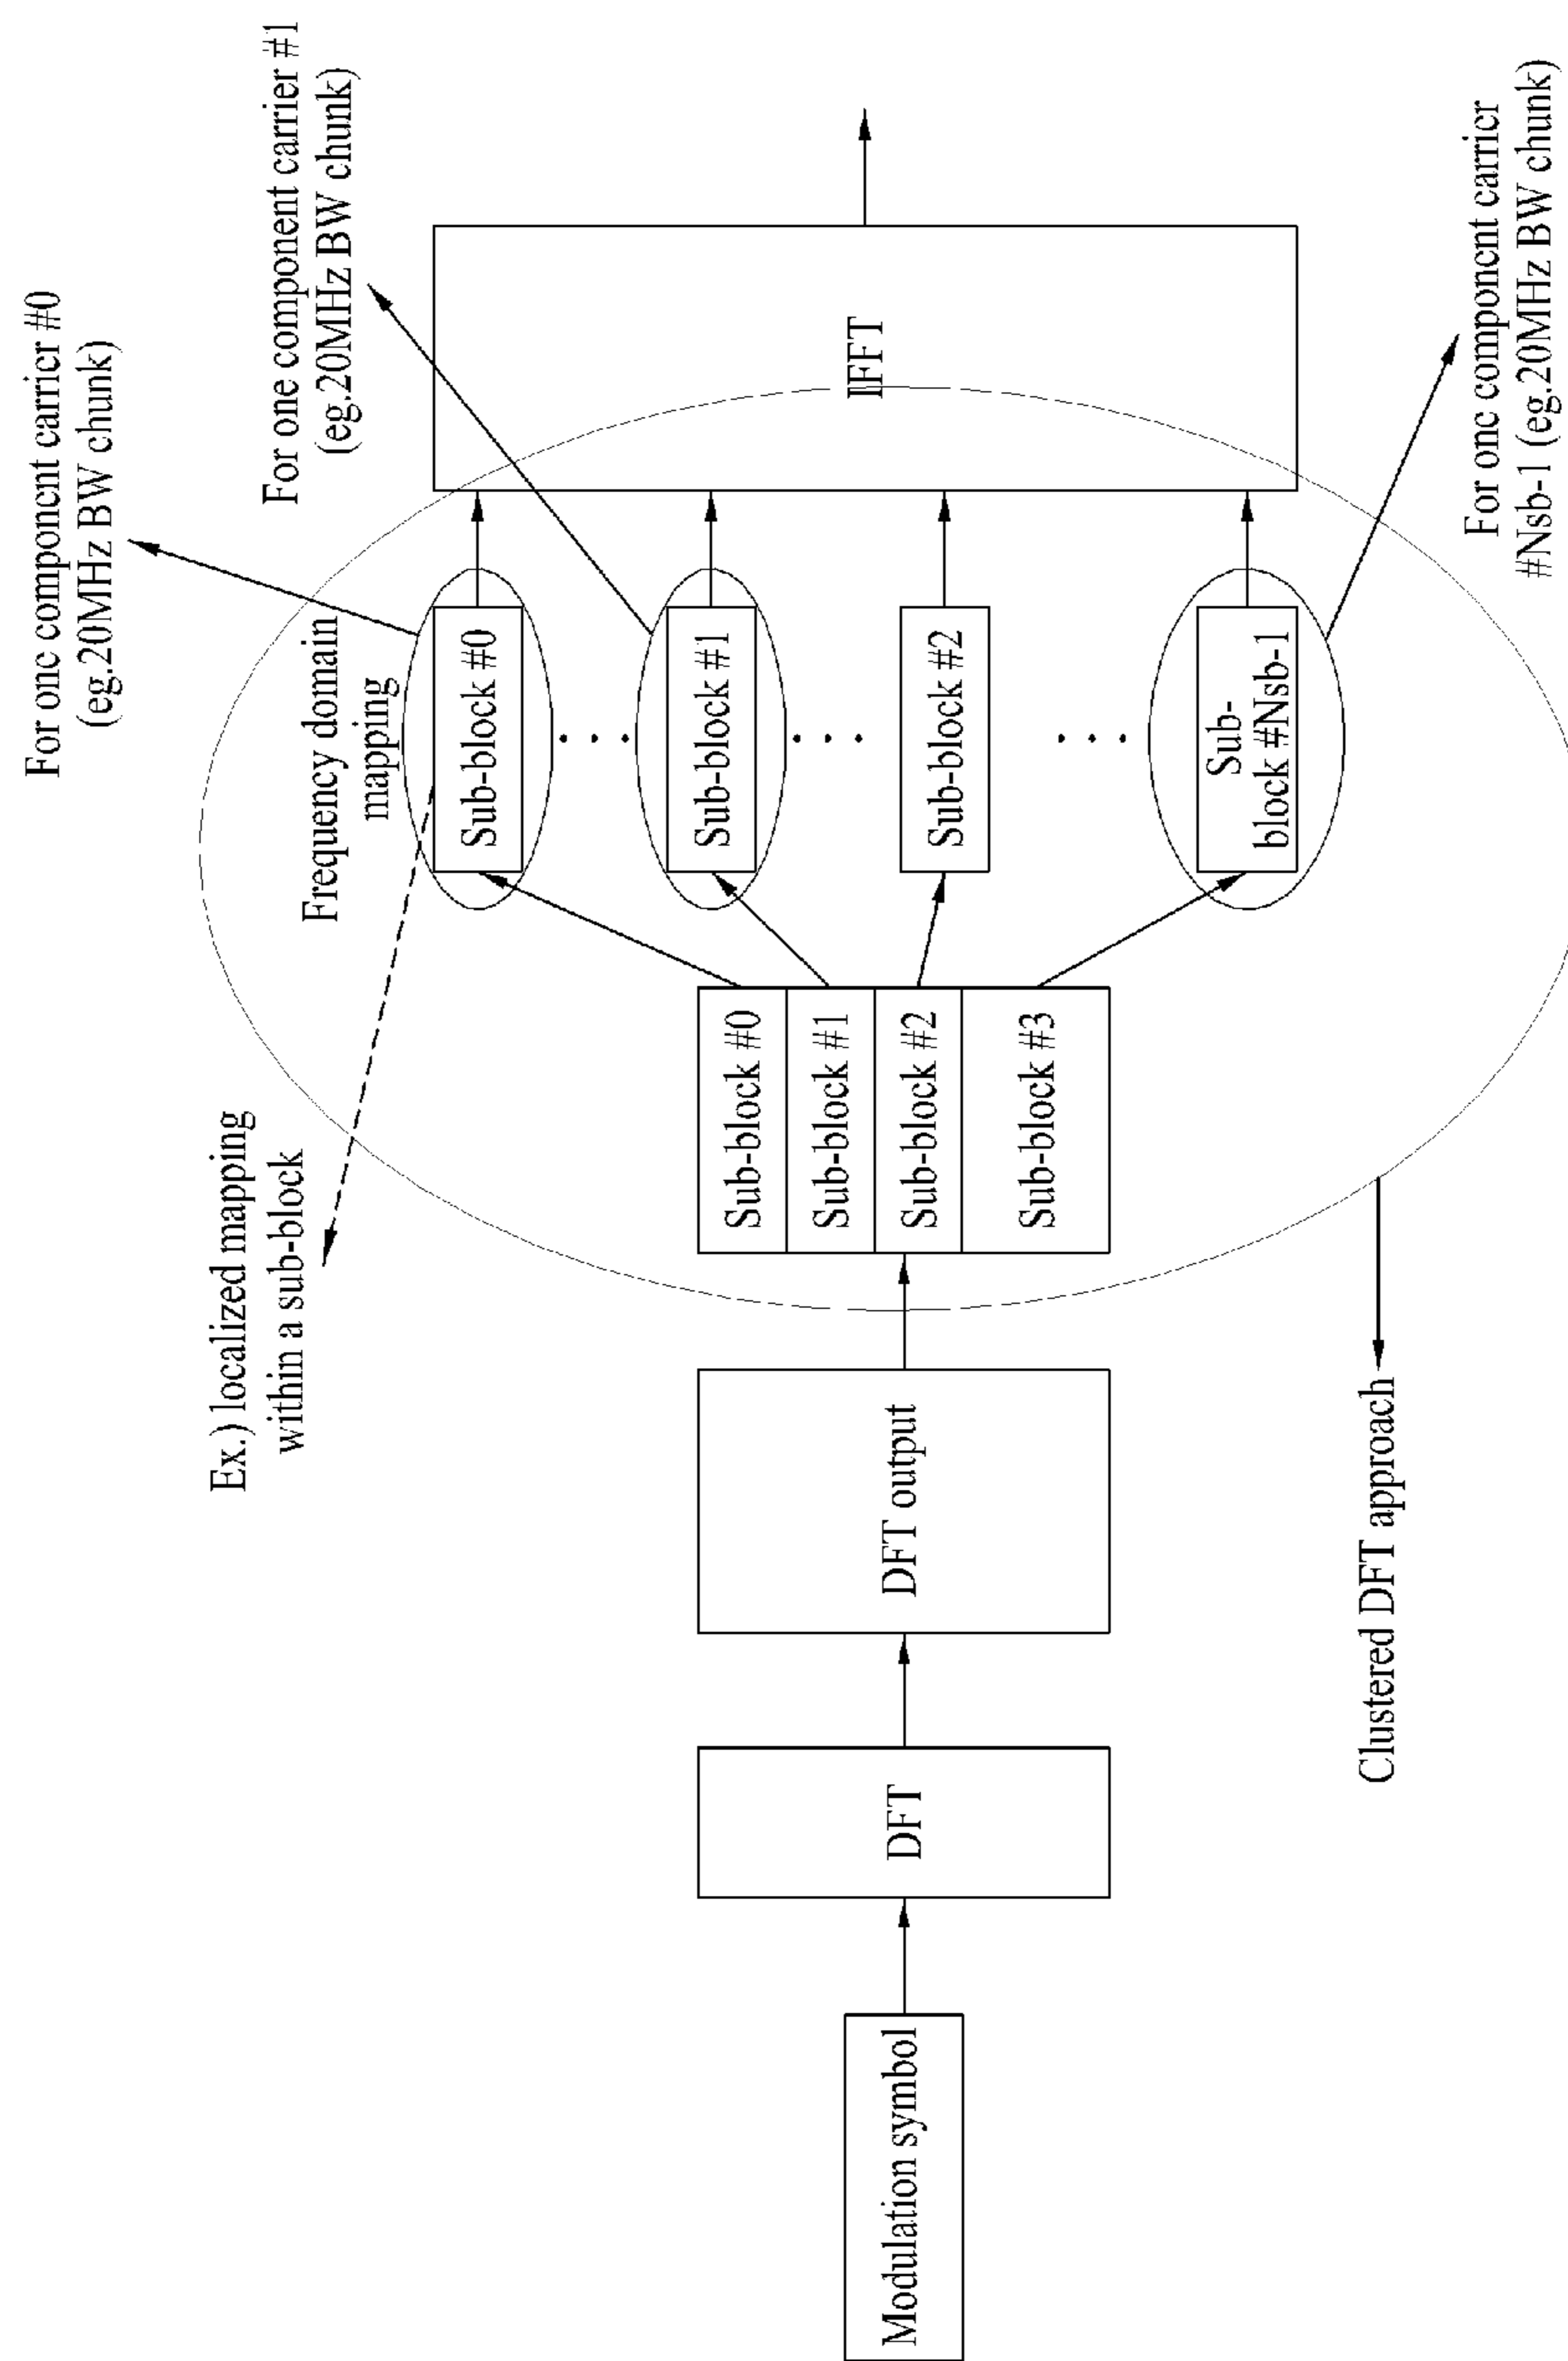 For one component carrier #0
(eg.20MHz BW chunk)
For one component carrier #1
(eg.20MHz BW chunk)
Ex.) localized mapping
within a sub-block
Frequency domain
mapping
Modulation symbol
DFT
DFT output
Sub-block #0
Sub-block #1
Sub-block #2
Sub-block #3
Sub-block #0
Sub-block #1
Sub-block #2
Sub-
block #Nsb-1
IFFT
Clustered DFT approach
For one component carrier
#Nsb-1 (eg.20MHz BW chunk)